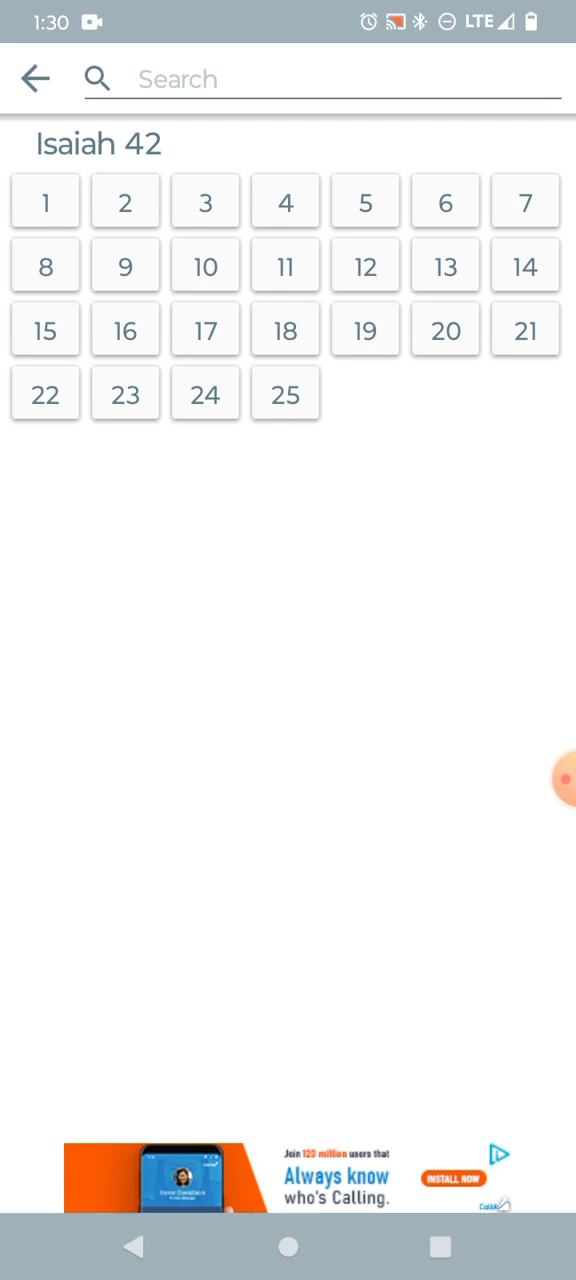 1:30 LTE
Search
Isaiah 42
1 2 3 4 5 6 7
8 9 10 11 12 13 14
15 16 17 18 19 20 21
22 23 24 25
Join 120 million users that
Always know
who's Calling.
INSTALL NOW